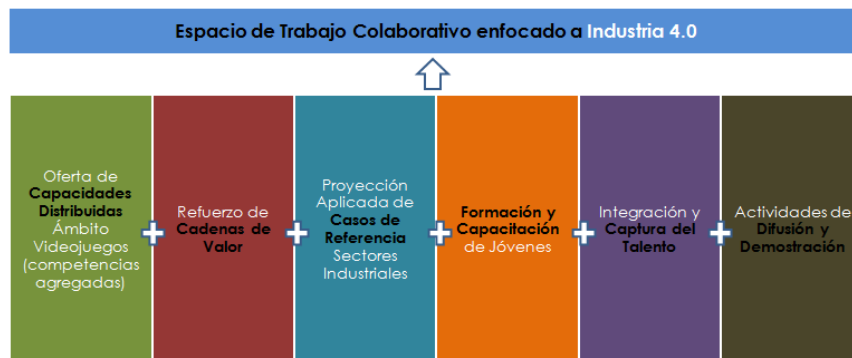 Espacio de Trabajo Colaborativo enfocado a Industria 4.0
Oferta de
Capacidades
Distribuidas
Ámbito
Videojuegos
(competencias
agregadas)
Refuerzo de
Cadenas de
Valor
Proyección
Aplicada de
Casos de
Referencia
Sectores
Industriales
Formación y
Capacitación
de Jóvenes
Integración y
Captura del
Talento
Actividades de
Difusión y
Demostración